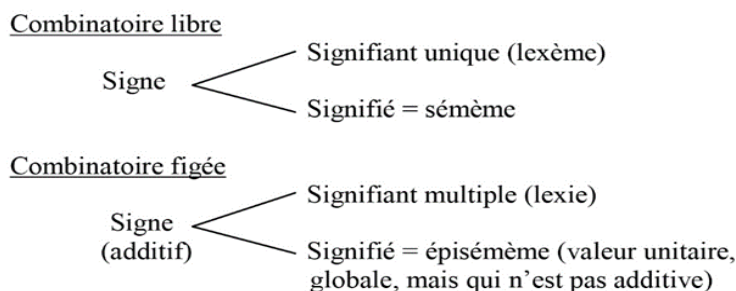 Combinatoire libre
Signifiant unique (lexème)
Signe
Signifié = sémème
Combinatoire figée
Signifiant multiple (lexie)
Signe
(additif)
Signifié = épisémème (valeur unitaire,
globale, mais qui n’est pas additive)